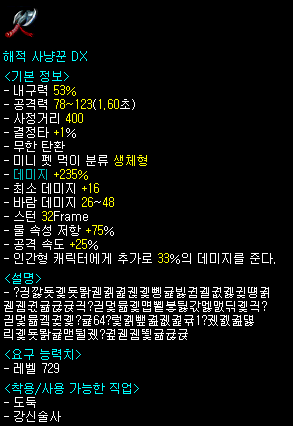 해적 사냥꾼 DX
<기본 정보>
- 내구력 53%
- 공격력 78~123(1.60초)
- 사정거리 400
- 결정타 +1%
- 무한 탄환
- 미니 펫 먹이 분류 생체형
- 데미지 +235%
- 최소 데미지 +16
- 바람 데미지 26~48
- 스턴 32Frame
- 물 속성 저항 +75%
- 공격 속도 +25%
- 인간형 캐릭터에게 추가로 33%의 데미지를 준다.
<설명>
<요구 능력치>
- 레벨 729
<착용/사용 가능한 직업>
- 도둑
- 강신술사